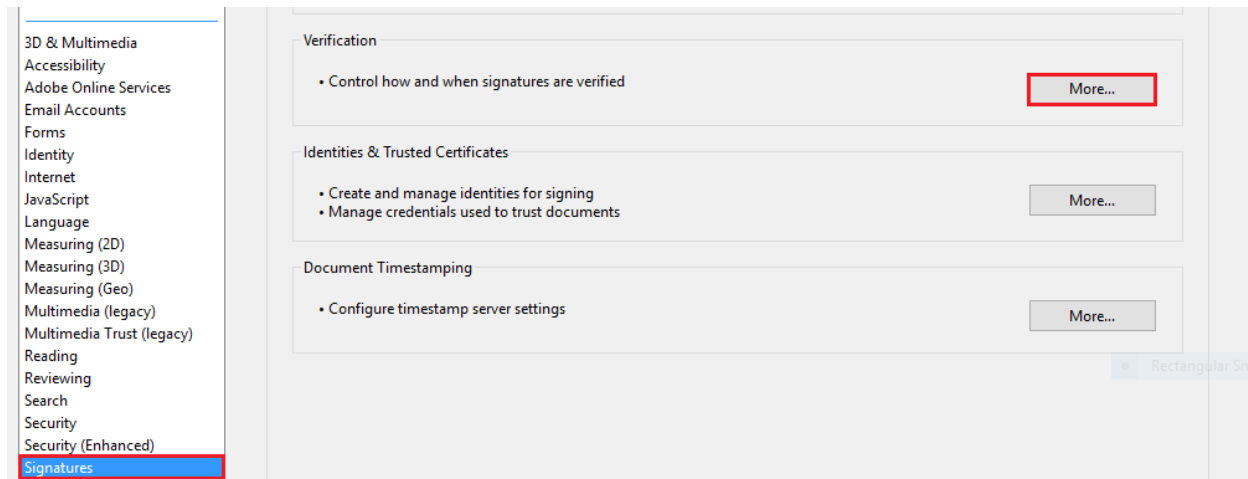 3D & Multimedia
Accessibility
Adobe Online Services
Email Accounts
Forms
Identity
Internet
JavaScript
Language
Measuring (2D)
Measuring (3D)
Measuring (Geo)
Multimedia (legacy)
Multimedia Trust (legacy)
Reading
Reviewing
Search
Security
Security (Enhanced)
Signatures
Verification
• Control how and when signatures are verified
More...
Identities & Trusted Certificates
• Create and manage identities for signing
• Manage credentials used to trust documents
More...
Document Timestamping
• Configure timestamp server settings
More...
Rectangular Sn